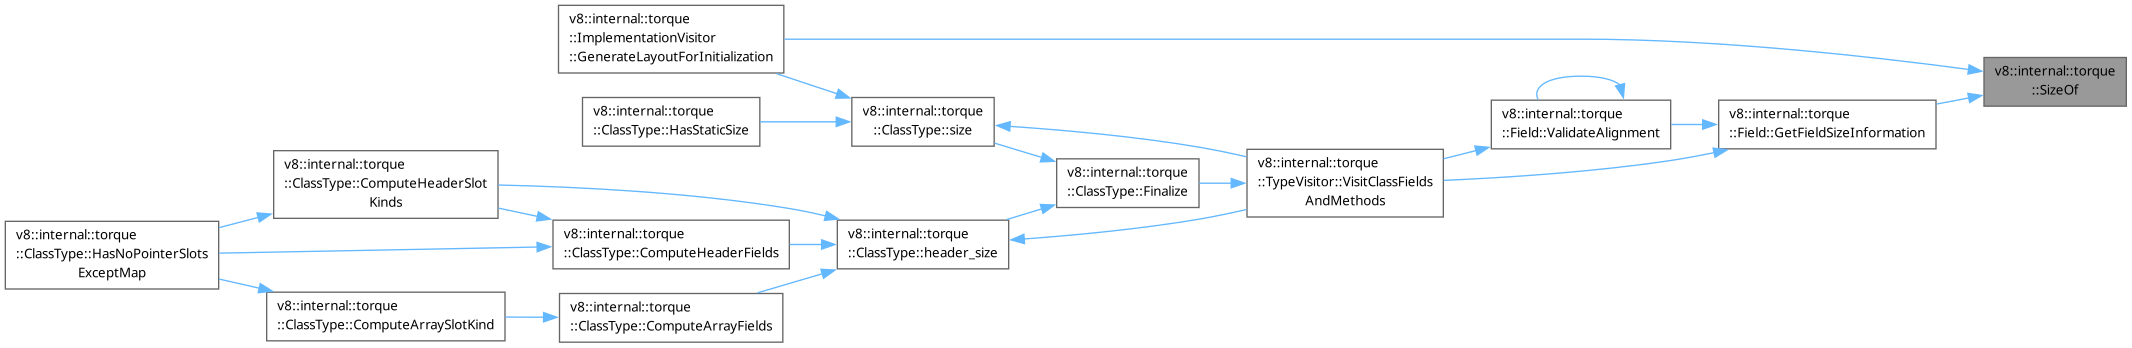 v8::internal::torque
::ImplementationVisitor
::GenerateLayoutForInitialization
v8::internal::torque
::SizeOf
v8::internal::torque
::ClassType::HasStaticSize
v8::internal::torque
::ClassType::size
v8::internal::torque
::Field::ValidateAlignment
v8::internal::torque
::Field::GetFieldSizeInformation
v8::internal::torque
::ClassType::ComputeHeaderSlot
Kinds
v8::internal::torque
::ClassType::Finalize
v8::internal::torque
::TypeVisitor::VisitClassFields
AndMethods
v8::internal::torque
::ClassType::HasNoPointerSlots
ExceptMap
v8::internal::torque
::ClassType::ComputeHeaderFields
v8::internal::torque
::ClassType::header_size
v8::internal::torque
::ClassType::ComputeArraySlotKind
v8::internal::torque
::ClassType::ComputeArrayFields